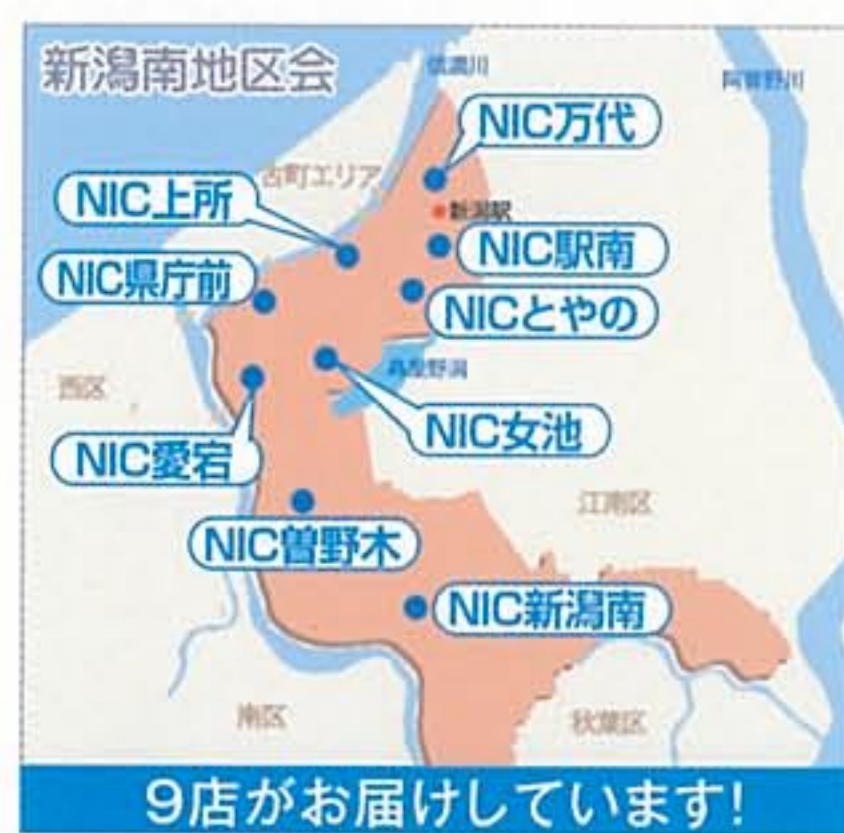 新潟南地区会
信濃川
阿賀野川
NIC万代
古町エリア
NIC上所
新潟駅
NIC駅南
NIC県庁前
NICとやの
鳥屋野潟
西区
NIC女池
NIC愛宕
江南区
NIC曽野木
NIC新潟南
南区
秋葉区
9店がお届けしています!